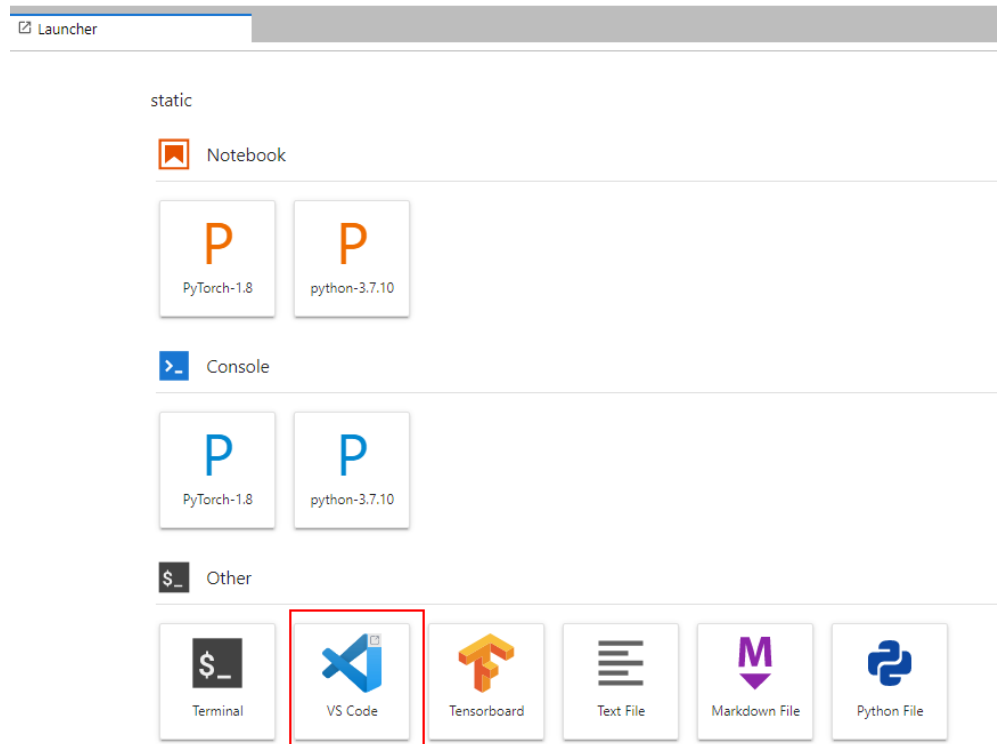 Launcher
static
Notebook
P P
PyTorch-1.8 python-3.7.10
>_ Console
P P
PyTorch-1.8 python-3.7.10
$_ Other
$_ M
Terminal VS Code Tensorboard Text File Markdown File Python File